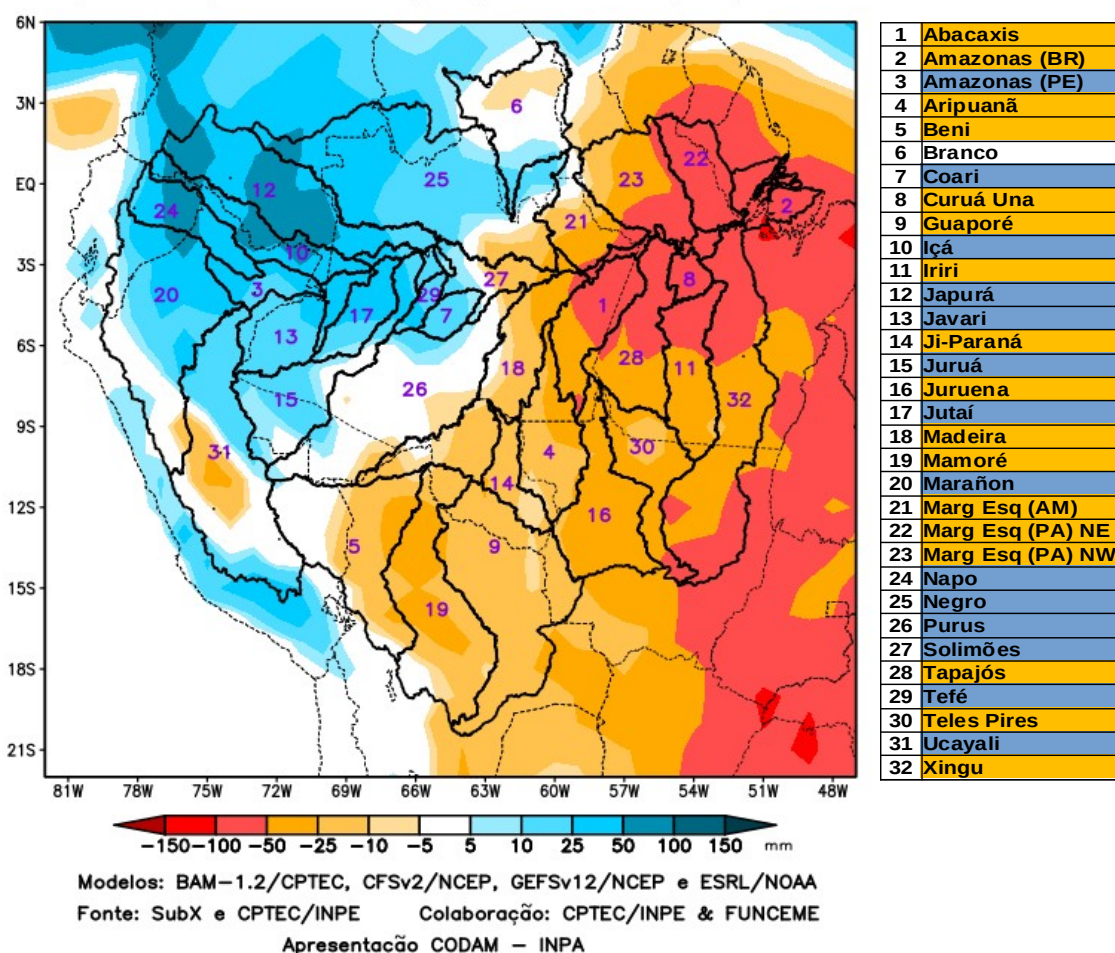 6N
3N
EQ
3S
6S
9S
12S
15S
18S
21S
81W 78W 75W 72W 69W 66W 63W 60W 57W 54W 51W 48W
6
22
12
25
23
24
2
21
10
27
20
3
29
8
17
7
1
13
28
18
11
26
15
32
31
4
30
14
16
5
9
19
1 Abacaxis
2 Amazonas (BR)
3 Amazonas (PE)
4 Aripuanã
5 Beni
6 Branco
7 Coari
8 Curuá Una
9 Guaporé
10 Içá
11 Iriri
12 Japurá
13 Javari
14 Ji-Paraná
15 Juruá
16 Juruena
17 Jutaí
18 Madeira
19 Mamoré
20 Marañon
21 Marg Esq (AM)
22 Marg Esq (PA) NE
23 Marg Esq (PA) NW
24 Napo
25 Negro
26 Purus
27 Solimões
28 Tapajós
29 Tefé
30 Teles Pires
31 Ucayali
32 Xingu
-150 -100 -50 -25 -10 -5 5 10 25 50 100 150 mm
Modelos: BAM-1.2/CPTEC, CFSv2/NCEP, GEFSv12/NCEP e ESRL/NOAA
Fonte: SubX e CPTEC/INPE Colaboração: CPTEC/INPE & FUNCEME
Apresentacão CODAM - INPA